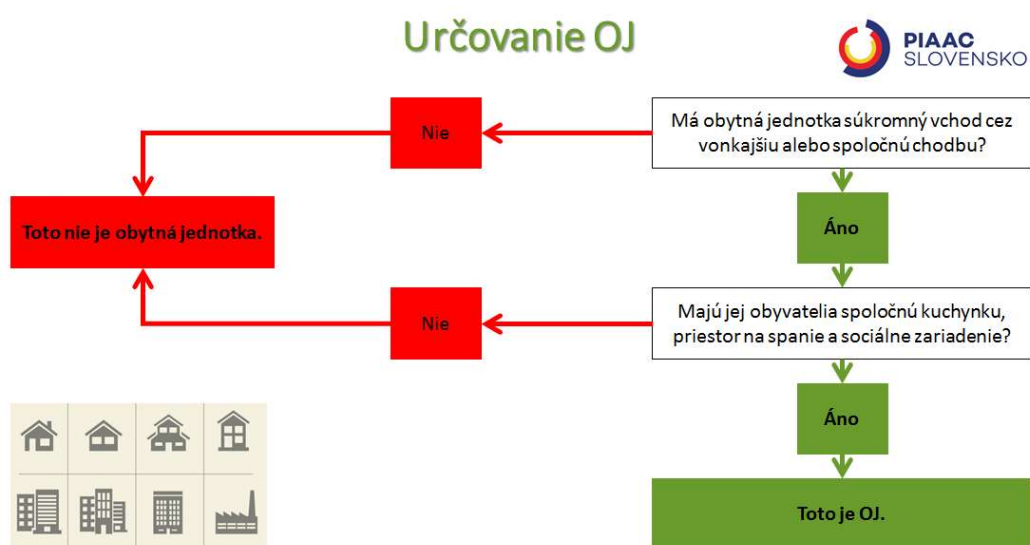 Určovanie OJ
PIAAC
SLOVENSKO
Má obytná jednotka súkromný vchod cez
vonkajšiu alebo spoločnú chodbu?
Nie
Toto nie je obytná jednotka.
Áno
Majú jej obyvatelia spoločnú kuchynku,
priestor na spanie a sociálne zariadenie?
Nie
Áno
Toto je OJ.